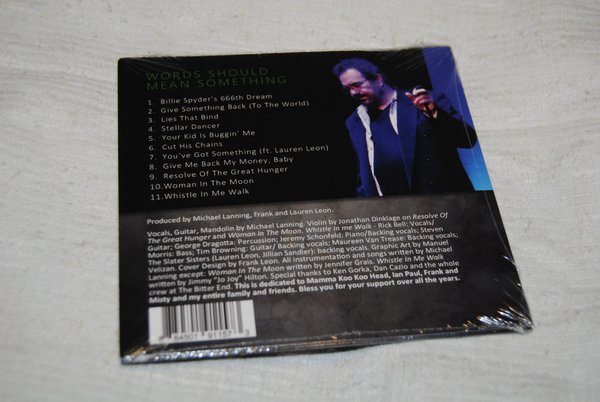 WORDS SHOULD
MEAN SOMETHING.
1. Billie Spyder's 666th Dream
2. Give Something Back (To The World)
3. Lies That Bind
4. Stellar Dancer
5. Your Kid Is Buggin' Me
6. Cut His Chains
7. You've Got Something (ft. Lauren Leon)
8. Give Me Back My Money, Baby
9. Resolve Of The Great Hunger
10. Woman In The Moon
11. Whistle In Me Walk
Produced by Michael Lanning, Frank and Lauren Leon.
Vocals, Guitar, Mandolin by Michael Lanning. Violin by Jonathan Dinklage on Resolve Of
The Great Hunger and Woman In The Moon. Whistle in Me Walk - Rick Bell: Vocals/
Guitar; George Dragotta: Percussion; Jeremy Schonfeld: Piano/Backing vocals; Steven
Morris: Bass; Tim Browning: Guitar/ Backing vocals; Maureen Van Trease: Backing vocals;
The Slater Sisters (Lauren Leon, Jillian Sandler): backing vocals. Graphic Art by Manuel
Velizan. Cover Design by Frank Leon. All instrumentation and songs written by Michael
Lanning except: Woman In The Moon written by Jennifer Grais. Whistle In Me Walk
written by Jimmy "Jo Joy" Hilton. Special thanks to Ken Gorka, Dan Cazio and the whole
crew at The Bitter End. This is dedicated to Mamma Koo Koo Head, Ian Paul, Frank and
Misty and my entire family and friends. Bless you for your support over all the years.
84501 91157 3